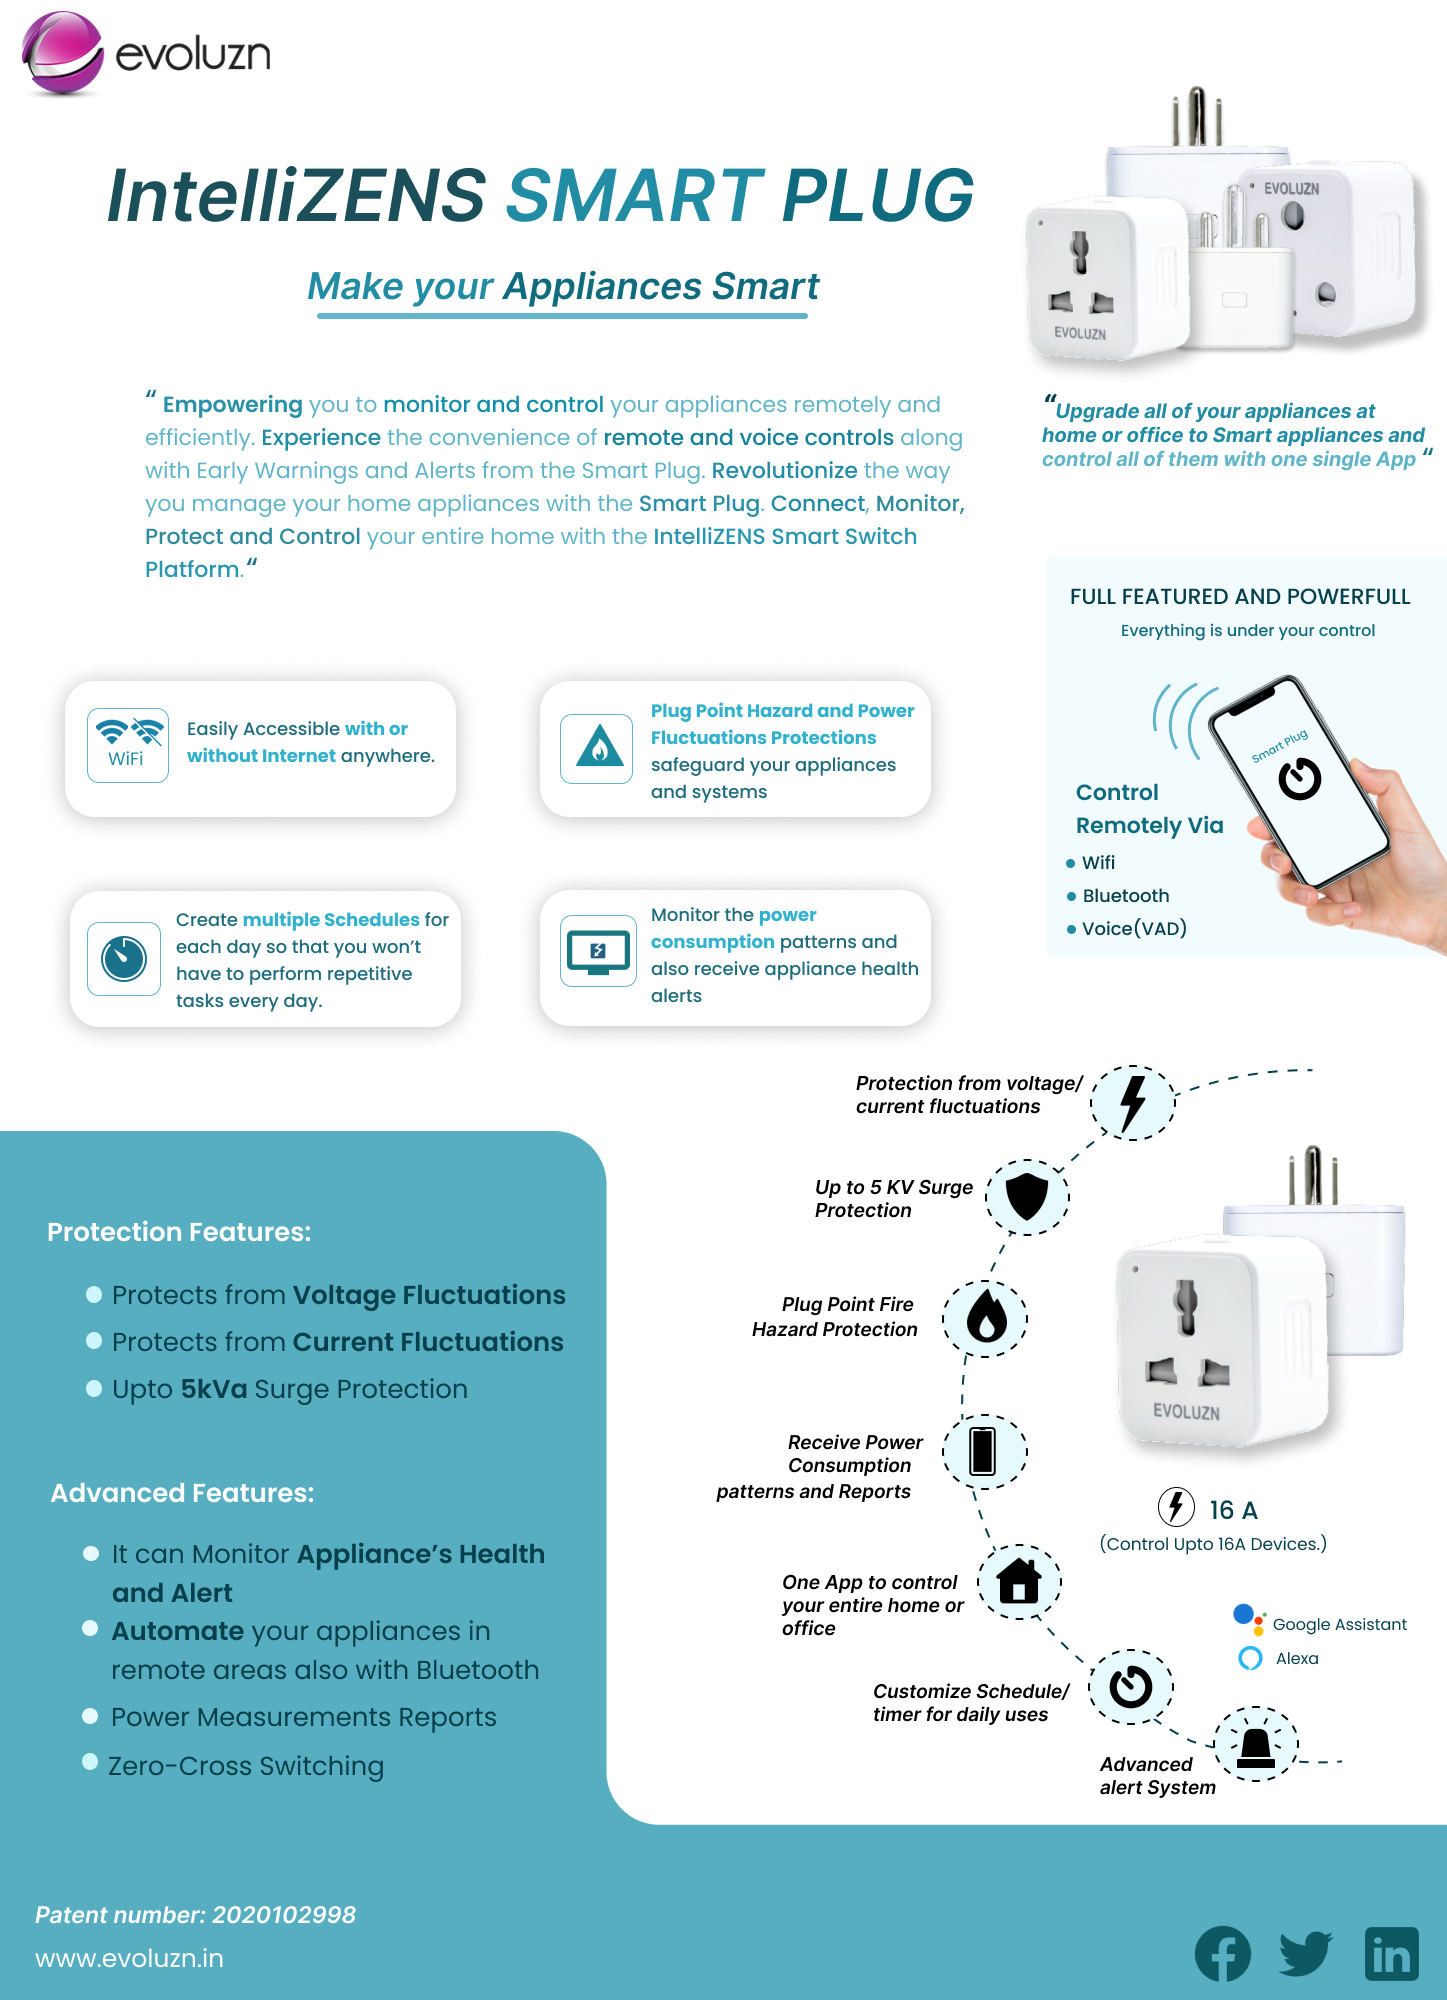 evoluzn
IntelliZENS SMART PLUG
Make your Appliances Smart
“ Empowering you to monitor and control your appliances remotely and
efficiently. Experience the convenience of remote and voice controls along
with Early Warnings and Alerts from the Smart Plug. Revolutionize the way
you manage your home appliances with the Smart Plug. Connect, Monitor,
Protect and Control your entire home with the IntelliZENS Smart Switch
Platform.“
EVOLUZN
EVOLUZN
“Upgrade all of your appliances at
home or office to Smart appliances and
control all of them with one single App “
FULL FEATURED AND POWERFULL
Everything is under your control
Smart Plug
Control
Remotely Via
Wifi
Bluetooth
Voice(VAD)
WiFi
Easily Accessible with or
without Internet anywhere.
Plug Point Hazard and Power
Fluctuations Protections
safeguard your appliances
and systems
Create multiple Schedules for
each day so that you won’t
have to perform repetitive
tasks every day.
Monitor the power
consumption patterns and
also receive appliance health
alerts
Protection from voltage/
current fluctuations
Up to 5 KV Surge
Protection
Plug Point Fire
Hazard Protection
Receive Power
Consumption
patterns and Reports
One App to control
your entire home or
office
Customize Schedule/
timer for daily uses
Advanced
alert System
EVOLUZN
16 A
(Control Upto 16A Devices.)
Google Assistant
Alexa
Protection Features:
Protects from Voltage Fluctuations
Protects from Current Fluctuations
Upto 5kVa Surge Protection
Advanced Features:
It can Monitor Appliance’s Health
and Alert
Automate your appliances in
remote areas also with Bluetooth
Power Measurements Reports
Zero-Cross Switching
Patent number: 2020102998
www.evoluzn.in